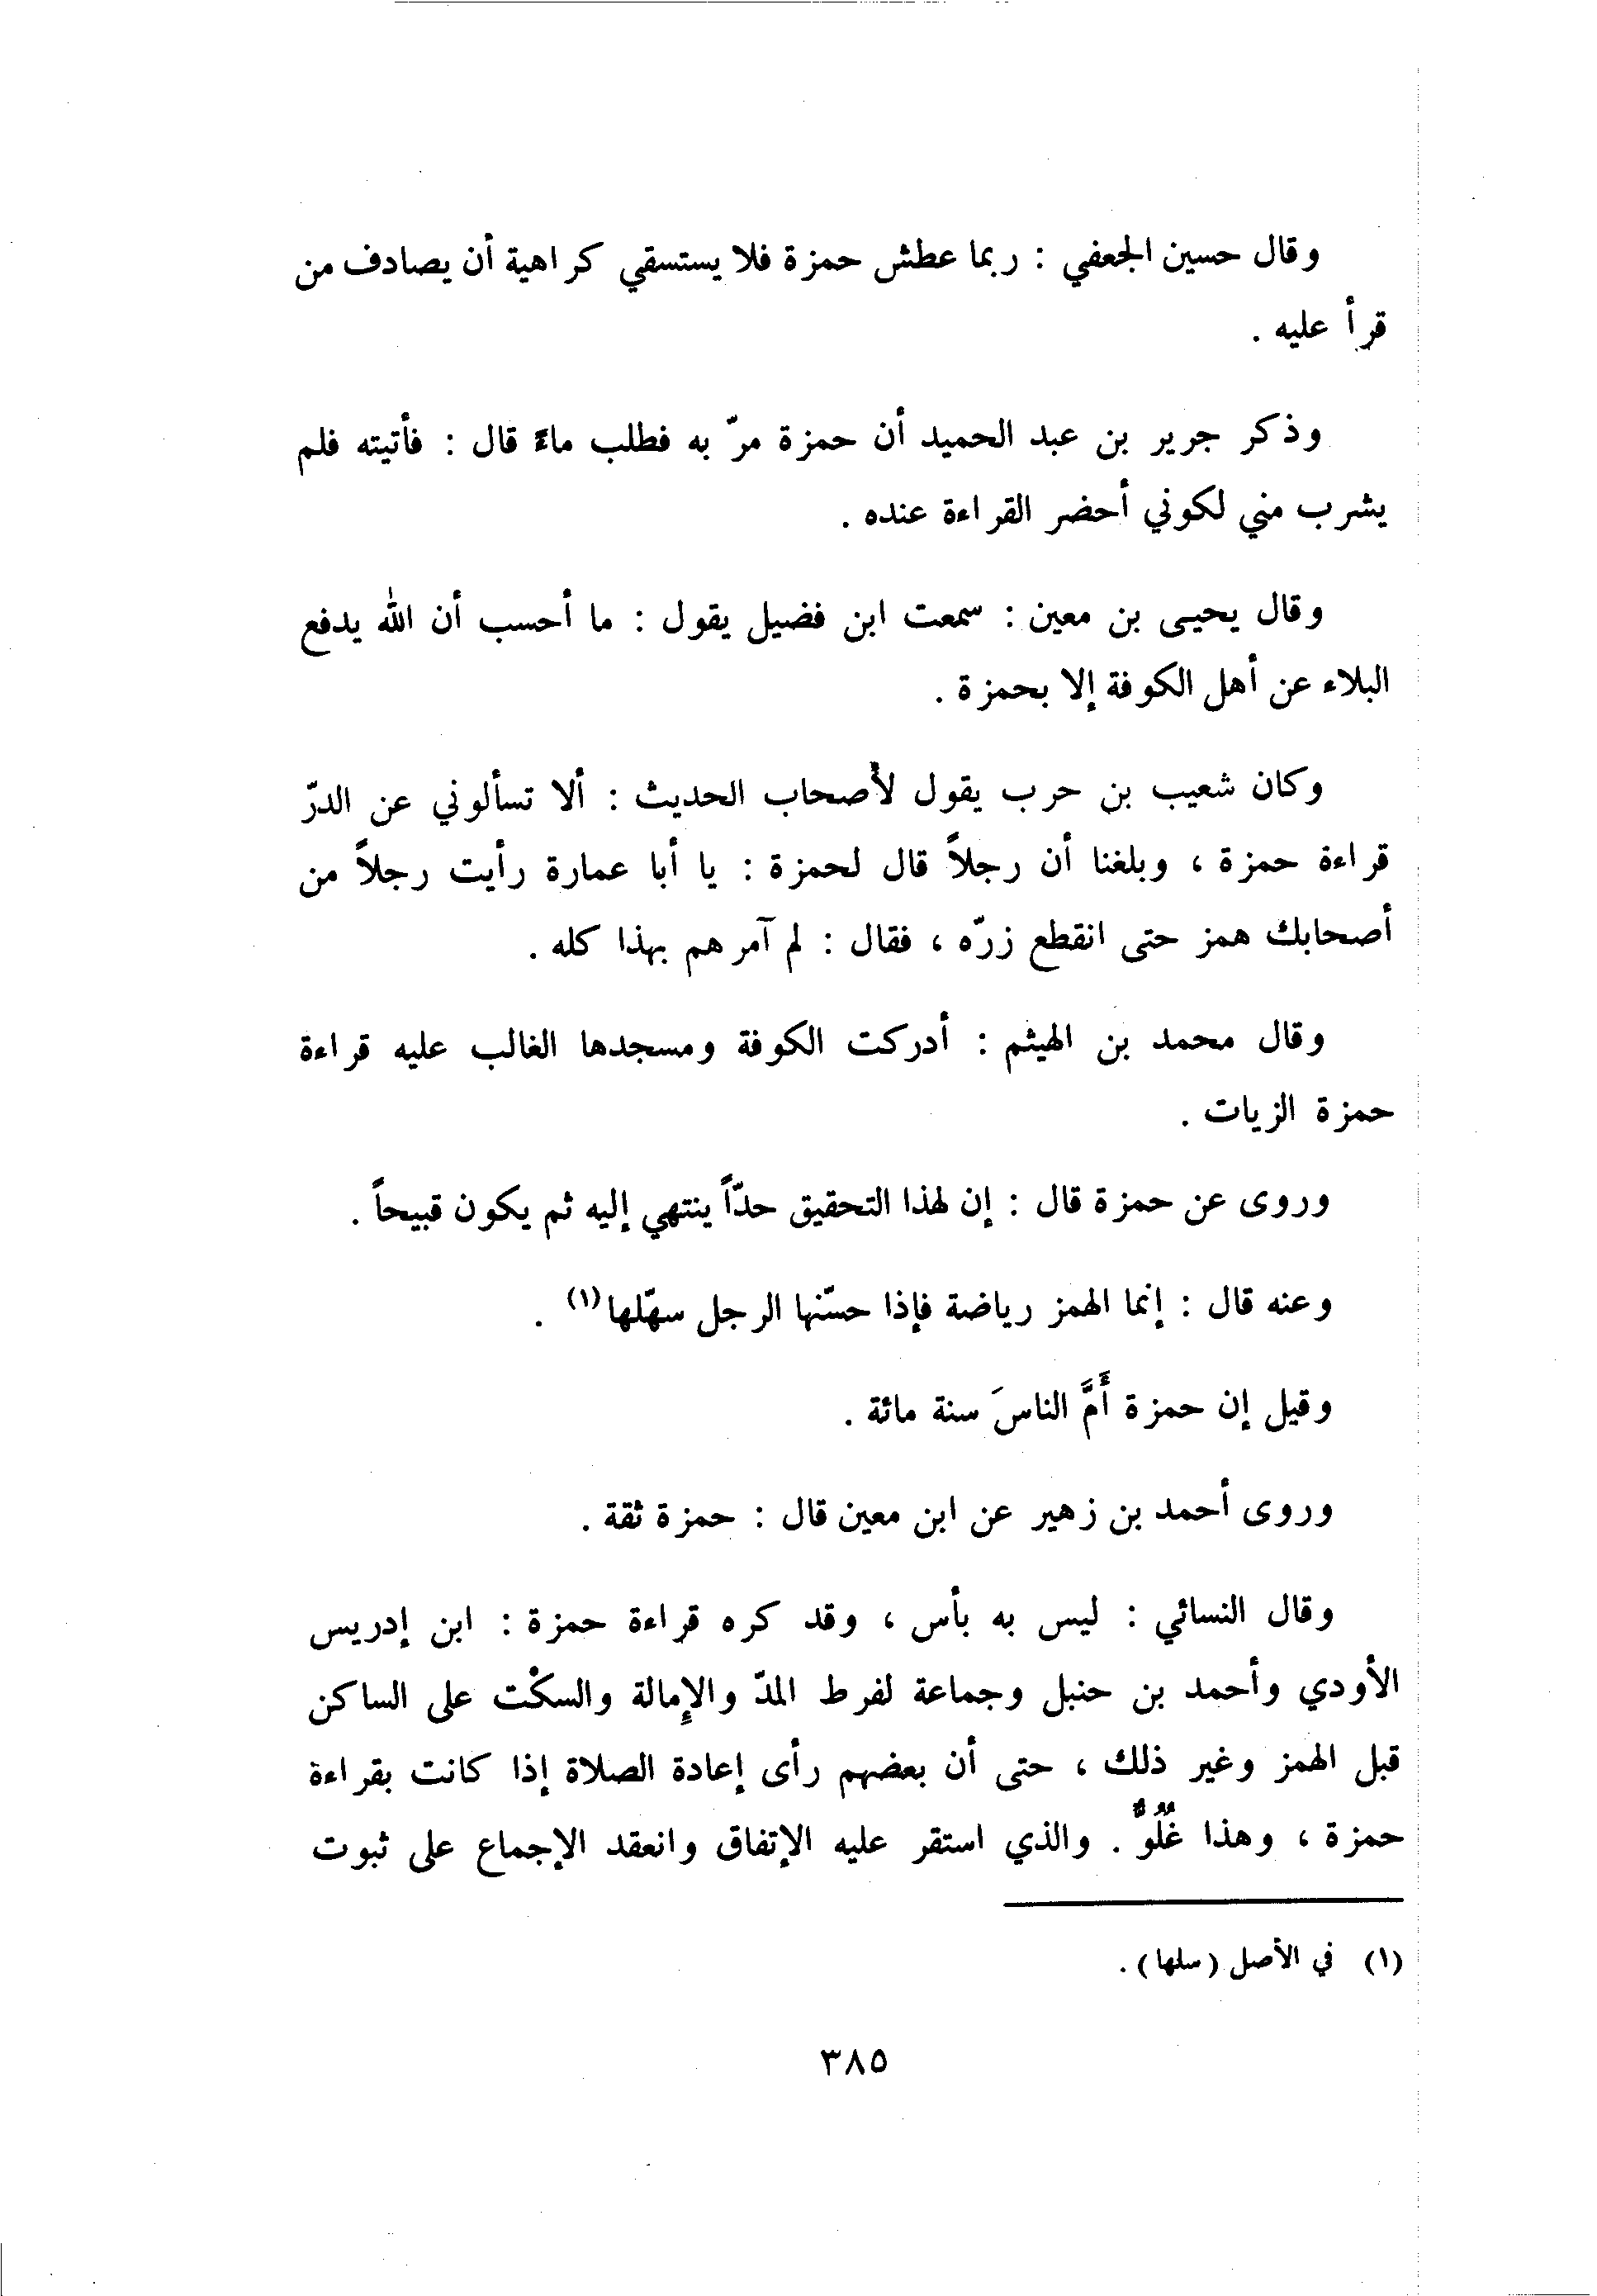 وقال حسين الجعفي : ربما عطش حمزة فلا يستسقي كراهية أن يصادف من
قرأ عليه .
وذكر جرير بن عبد الحميد أن حمزة مرّ به فطلب ماءً قال : فأتيته فلم
يشرب مني لكوني أحضر القراءة عنده .
وقال يحيى بن معين : سمعت ابن فضيل يقول : ما أحسب أن الله يدفع
البلاء عن أهل الكوفة إلا بحمزة .
وكان شعيب بن حرب يقول لأصحاب الحديث : ألا تسألوني عن الدرّ
قراءة حمزة ، وبلغنا أن رجلاً قال لحمزة : يا أبا عمارة رأيت رجلاً من
أصحابك همز حتى انقطع زرّه ، فقال : لم آمرهم بهذا كله .
وقال محمد بن الهيثم : أدركت الكوفة ومسجدها الغالب عليه قراءة
حمزة الزيات .
وروى عن حمزة قال : إن لهذا التحقيق حدّاً ينتهي إليه ثم يكون قبيحاً .
وعنه قال : إنما الهمز رياضة فإذا حسّنها الرجل سهّلها(١) .
وقيل إن حمزة أَمَّ الناسَ سنة مائة .
وروى أحمد بن زهير عن ابن معين قال : حمزة ثقة .
وقال النسائي : ليس به بأس ، وقد كره قراءة حمزة : ابن إدريس
الأودي وأحمد بن حنبل وجماعة لفرط المدّ والإمالة والسكْت على الساكن
قبل الهمز وغير ذلك ، حتى أن بعضهم رأى إعادة الصلاة إذا كانت بقراءة
حمزة ، وهذا غُلُوٌّ . والذي استقر عليه الإتفاق وانعقد الإجماع على ثبوت
(١) في الأصل (سلها) .
٣٨٥